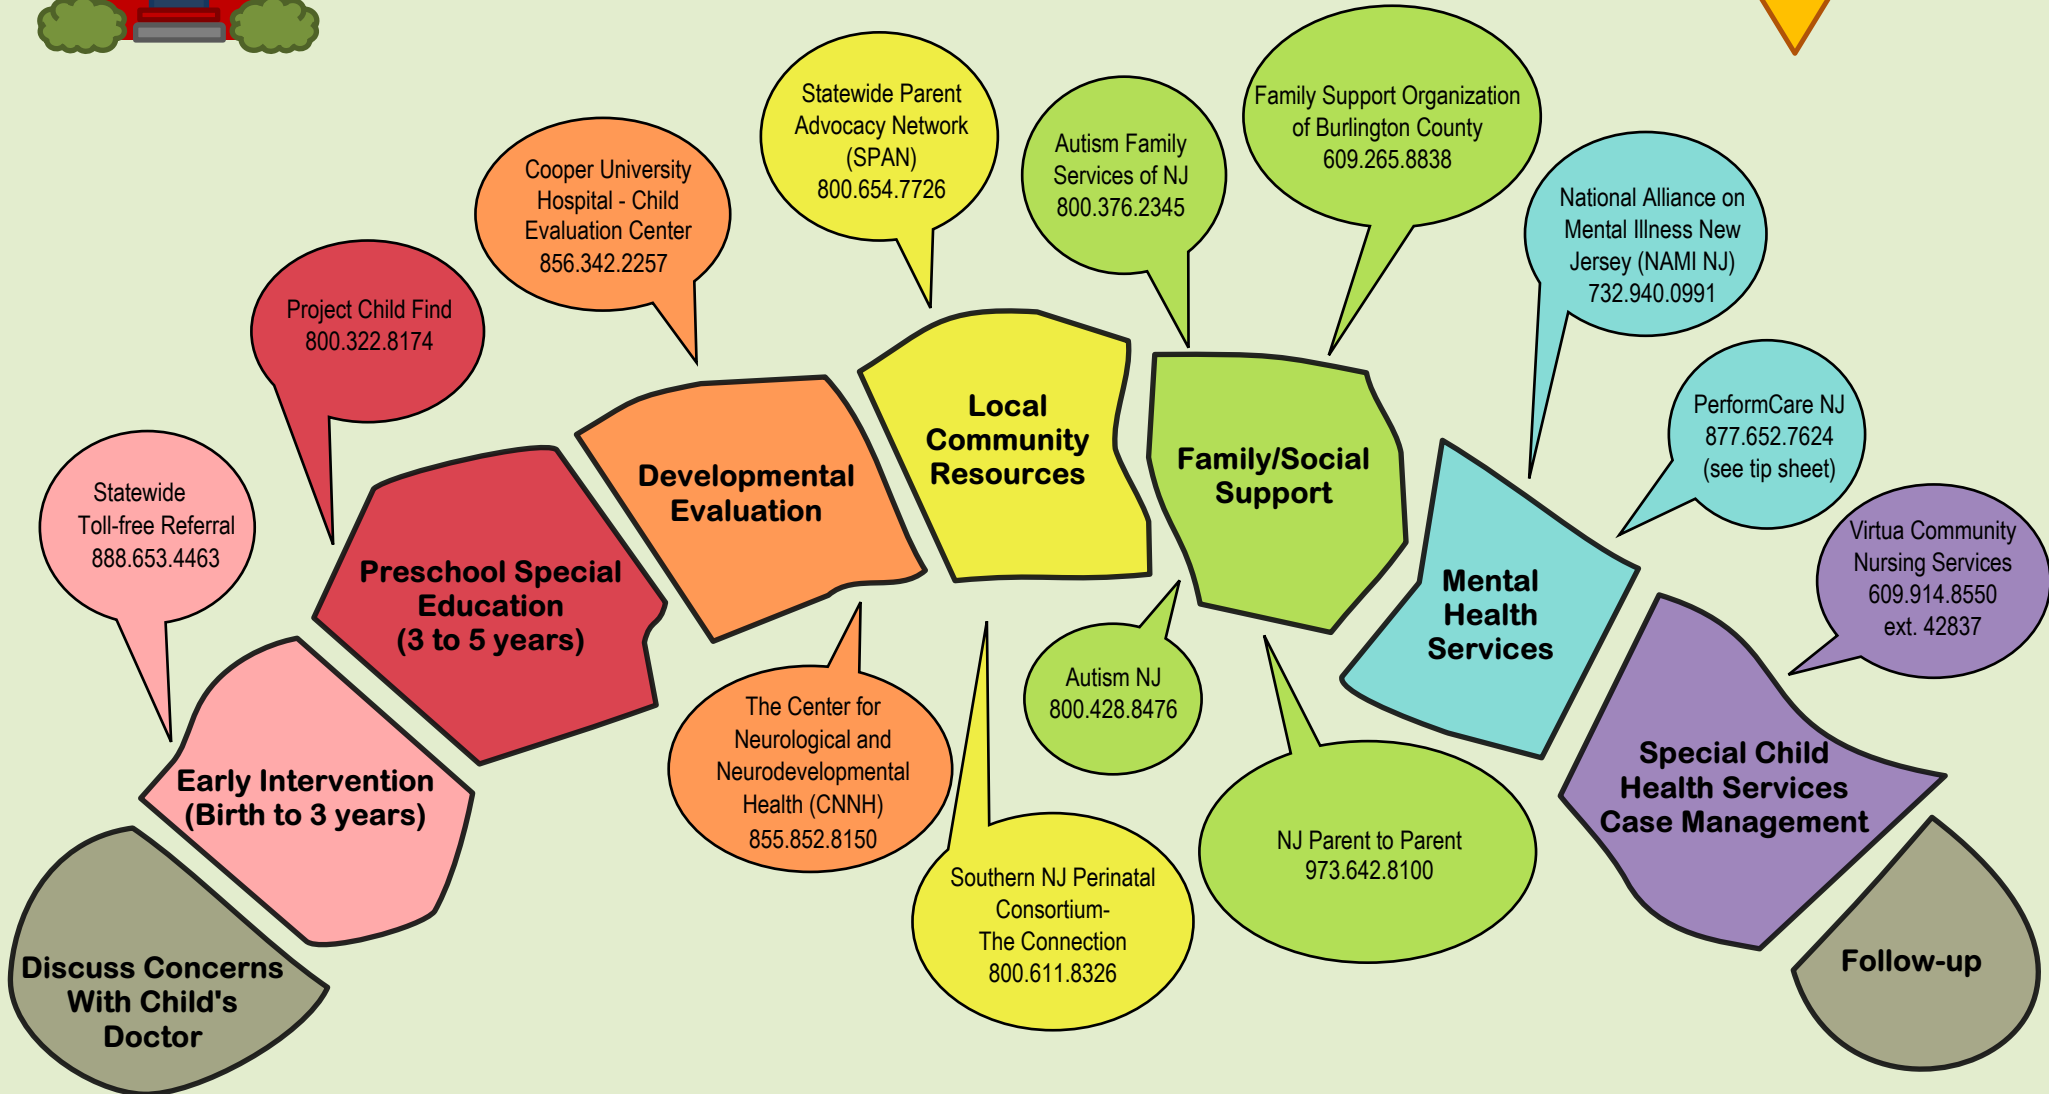 Statewide
Toll-free Referral
888.653.4463
Project Child Find
800.322.8174
Cooper University
Hospital - Child
Evaluation Center
856.342.2257
Statewide Parent
Advocacy Network
(SPAN)
800.654.7726
Autism Family
Services of NJ
800.376.2345
Family Support Organization
of Burlington County
609.265.8838
National Alliance on
Mental Illness New
Jersey (NAMI NJ)
732.940.0991
PerformCare NJ
877.652.7624
(see tip sheet)
Virtua Community
Nursing Services
609.914.8550
ext. 42837
Discuss Concerns
With Child's
Doctor
Early Intervention
(Birth to 3 years)
Preschool Special
Education
(3 to 5 years)
Developmental
Evaluation
Local
Community
Resources
Family/Social
Support
Mental
Health
Services
Special Child
Health Services
Case Management
Follow-up
The Center for
Neurological and
Neurodevelopmental
Health (CNNH)
855.852.8150
Southern NJ Perinatal
Consortium-
The Connection
800.611.8326
Autism NJ
800.428.8476
NJ Parent to Parent
973.642.8100